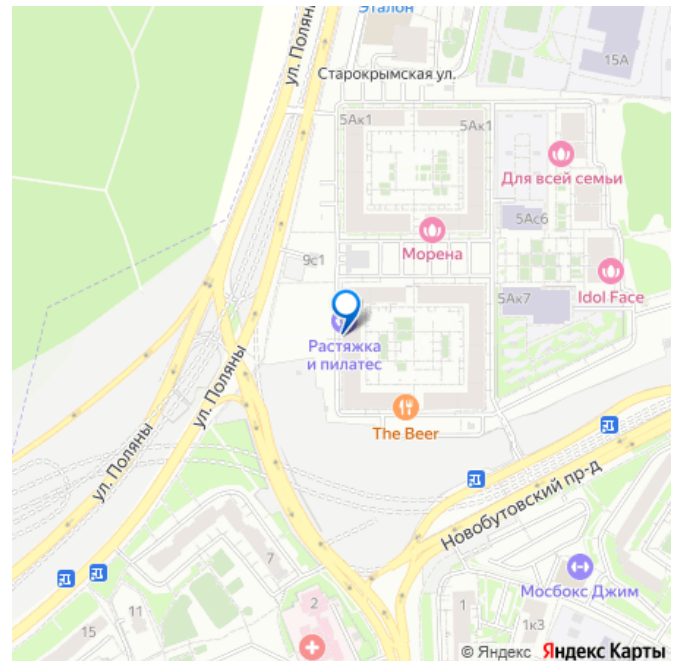 Эталон
ул. Поляны
15А
Старокрымская ул.
5Ак1
5Ак1
Для всей семьи
5Ас6
Морена
9с1
5Ак7
Idol Face
Растяжка
и пилатес
ул. Поляны
The Beer
ул. Поляны
Новобутовский пр-д
7
Мосбокс Джим
2
11
1
15
1к3
© Яндекс Яндекс Карты